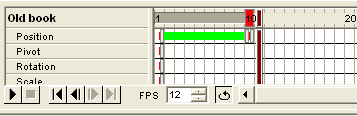 Old book 1 10 20
Position
Pivot
Rotation
Scale
FPS 12